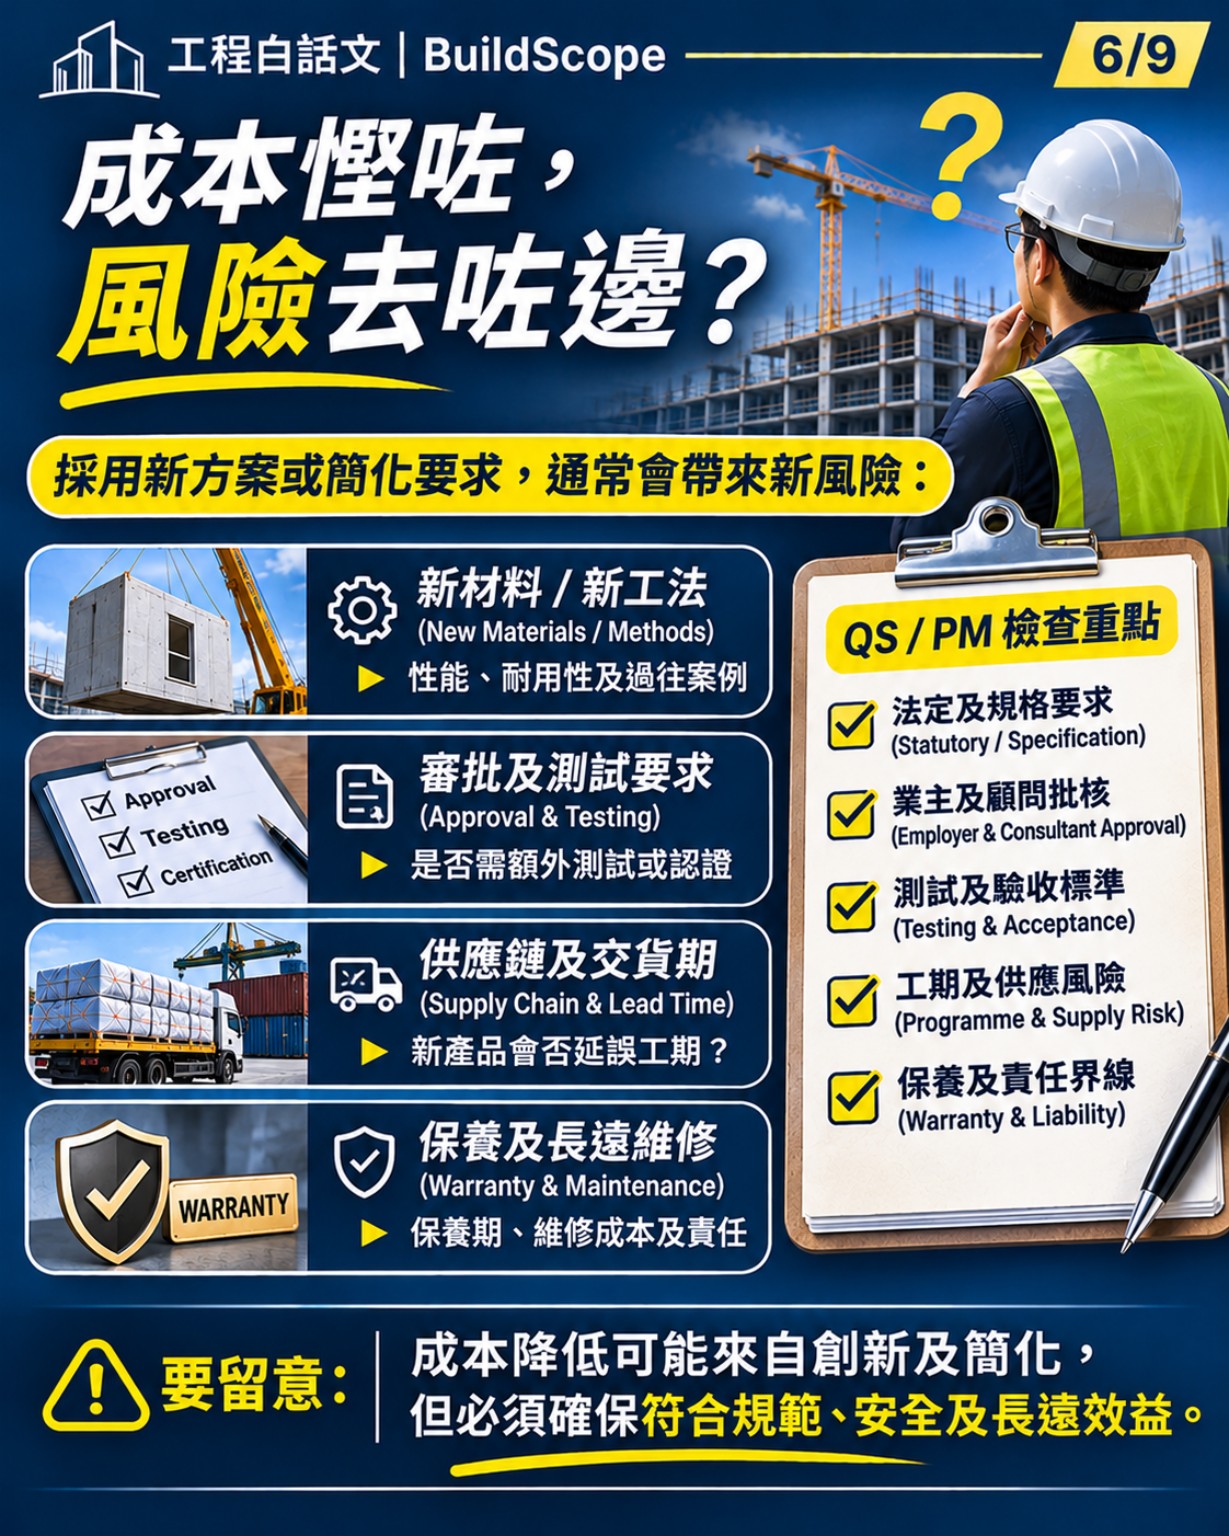 工程白話文 | BuildScope
6/9
成本慳咗，
風險去咗邊？
?
採用新方案或簡化要求，通常會帶來新風險：
新材料 / 新工法
(New Materials / Methods)
性能、耐用性及過往案例
Approval
Testing
Certification
審批及測試要求
(Approval & Testing)
是否需額外測試或認證
供應鏈及交貨期
(Supply Chain & Lead Time)
新產品會否延誤工期？
WARRANTY
保養及長遠維修
(Warranty & Maintenance)
保養期、維修成本及責任
QS / PM 檢查重點
法定及規格要求
(Statutory / Specification)
業主及顧問批核
(Employer & Consultant Approval)
測試及驗收標準
(Testing & Acceptance)
工期及供應風險
(Programme & Supply Risk)
保養及責任界線
(Warranty & Liability)
要留意：
成本降低可能來自創新及簡化，
但必須確保符合規範、安全及長遠效益。